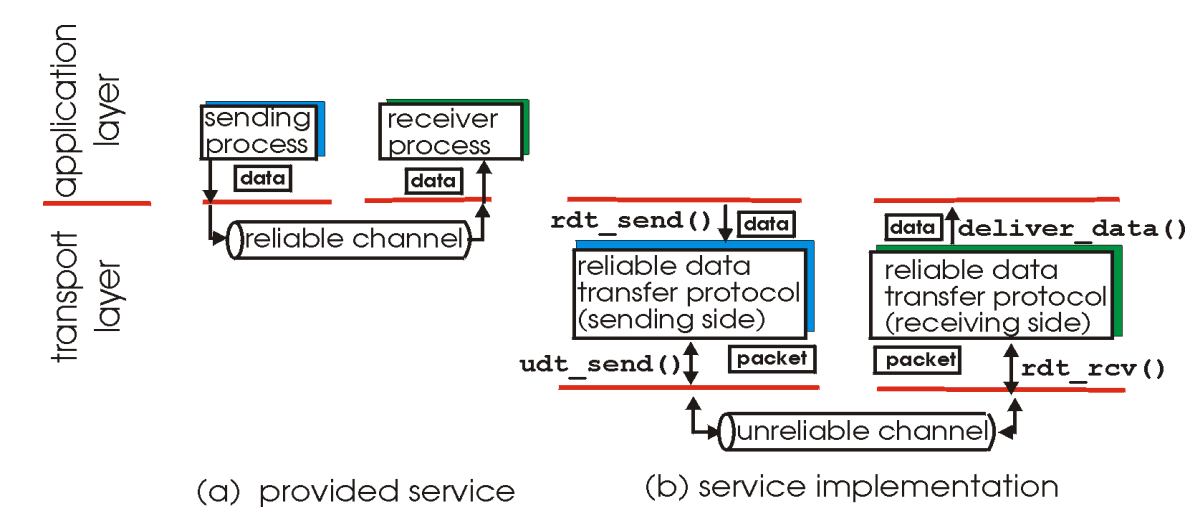 application
layer
transport
layer
sending
process
data
receiver
process
data
reliable channel
(a) provided service
rdt_send()
data
reliable data
transfer protocol
(sending side)
udt_send()
packet
data
deliver_data()
reliable data
transfer protocol
(receiving side)
packet
rdt_rcv()
unreliable channel
(b) service implementation